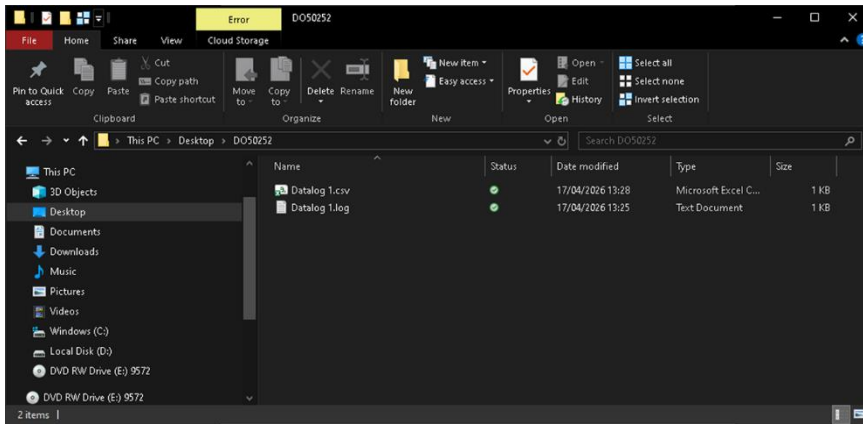 Error DO50252
File Home Share View Cloud Storage
Pin to Quick access
Copy
Paste
Cut
Copy path
Paste shortcut
Clipboard
Move to
Copy to
Delete
Rename
Organize
New folder
New item
Easy access
New
Properties
Open
Edit
History
Open
Select all
Select none
Invert selection
Select
This PC Desktop DO50252
Search DO50252
Name Status Date modified Type Size
Datalog 1.csv 17/04/2026 13:28 Microsoft Excel C... 1 KB
Datalog 1.log 17/04/2026 13:25 Text Document 1 KB
This PC
3D Objects
Desktop
Documents
Downloads
Music
Pictures
Videos
Windows (C:)
Local Disk (D:)
DVD RW Drive (E:) 9572
DVD RW Drive (E:) 9572
2 items